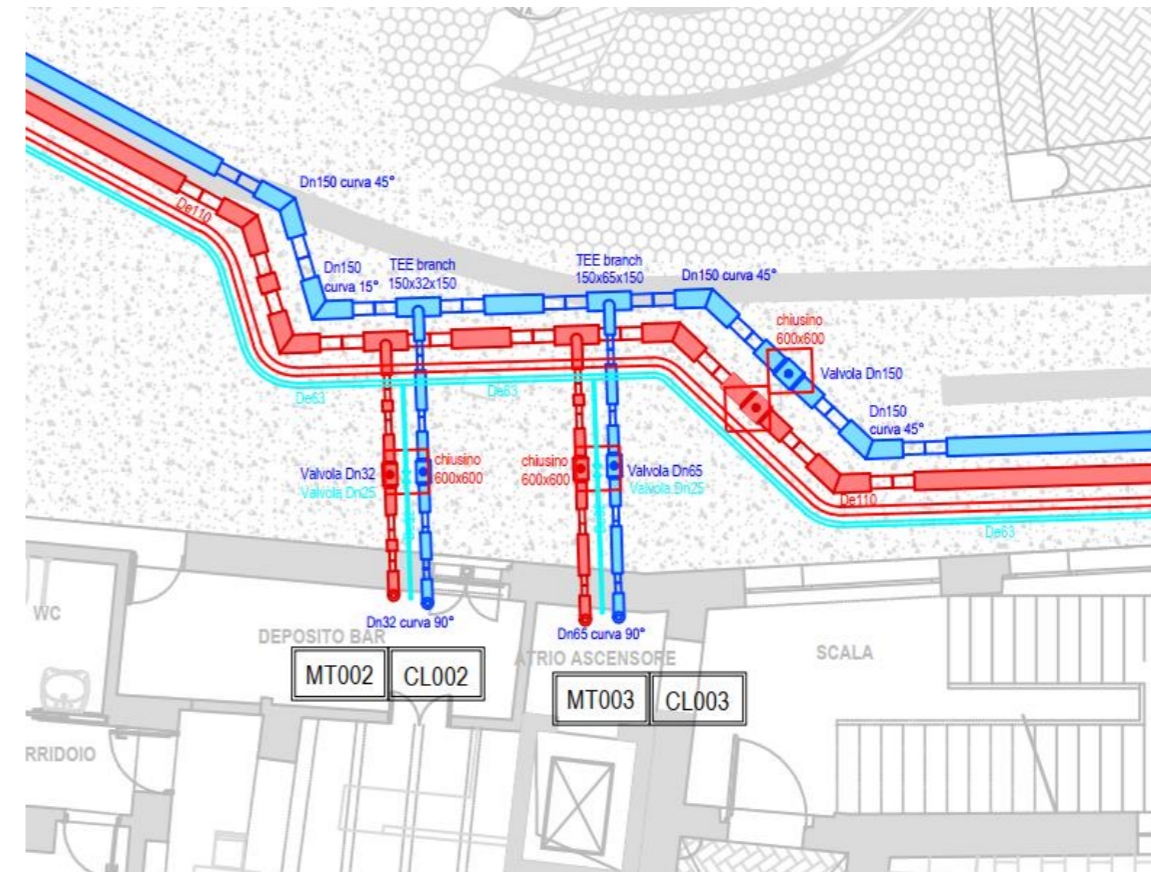 Dn150 curva 45°
De110
Dn150
curva 15°
TEE branch
150x32x150
TEE branch
150x65x150
Dn150 curva 45°
chiusino
600x600
Valvola Dn150
De63
De63
Dn150
curva 45°
Valvola Dn32
Valvola Dn25
chiusino
600x600
chiusino
600x600
Valvola Dn65
Valvola Dn25
De110
De63
WC
Dn32 curva 90°
DEPOSITO BAR
Dn65 curva 90°
ATRIO ASCENSORE
SCALA
MT002
CL002
MT003
CL003
RRIDOIO